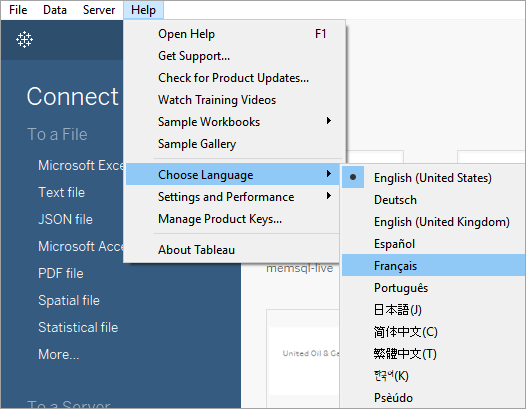 File Data Server Help
Open Help F1
Get Support...
Check for Product Updates...
Watch Training Videos
Sample Workbooks
Sample Gallery
Choose Language
Settings and Performance
Manage Product Keys...
About Tableau
English (United States)
Deutsch
English (United Kingdom)
Español
Français
Português
日本語(J)
简体中文(C)
繁體中文(T)
한국어(K)
Psèúdo
Connect
To a File
Microsoft Exce
Text file
JSON file
Microsoft Acce
PDF file
Spatial file
Statistical file
More...
To a Server
memsql-live
United Oil & Ga